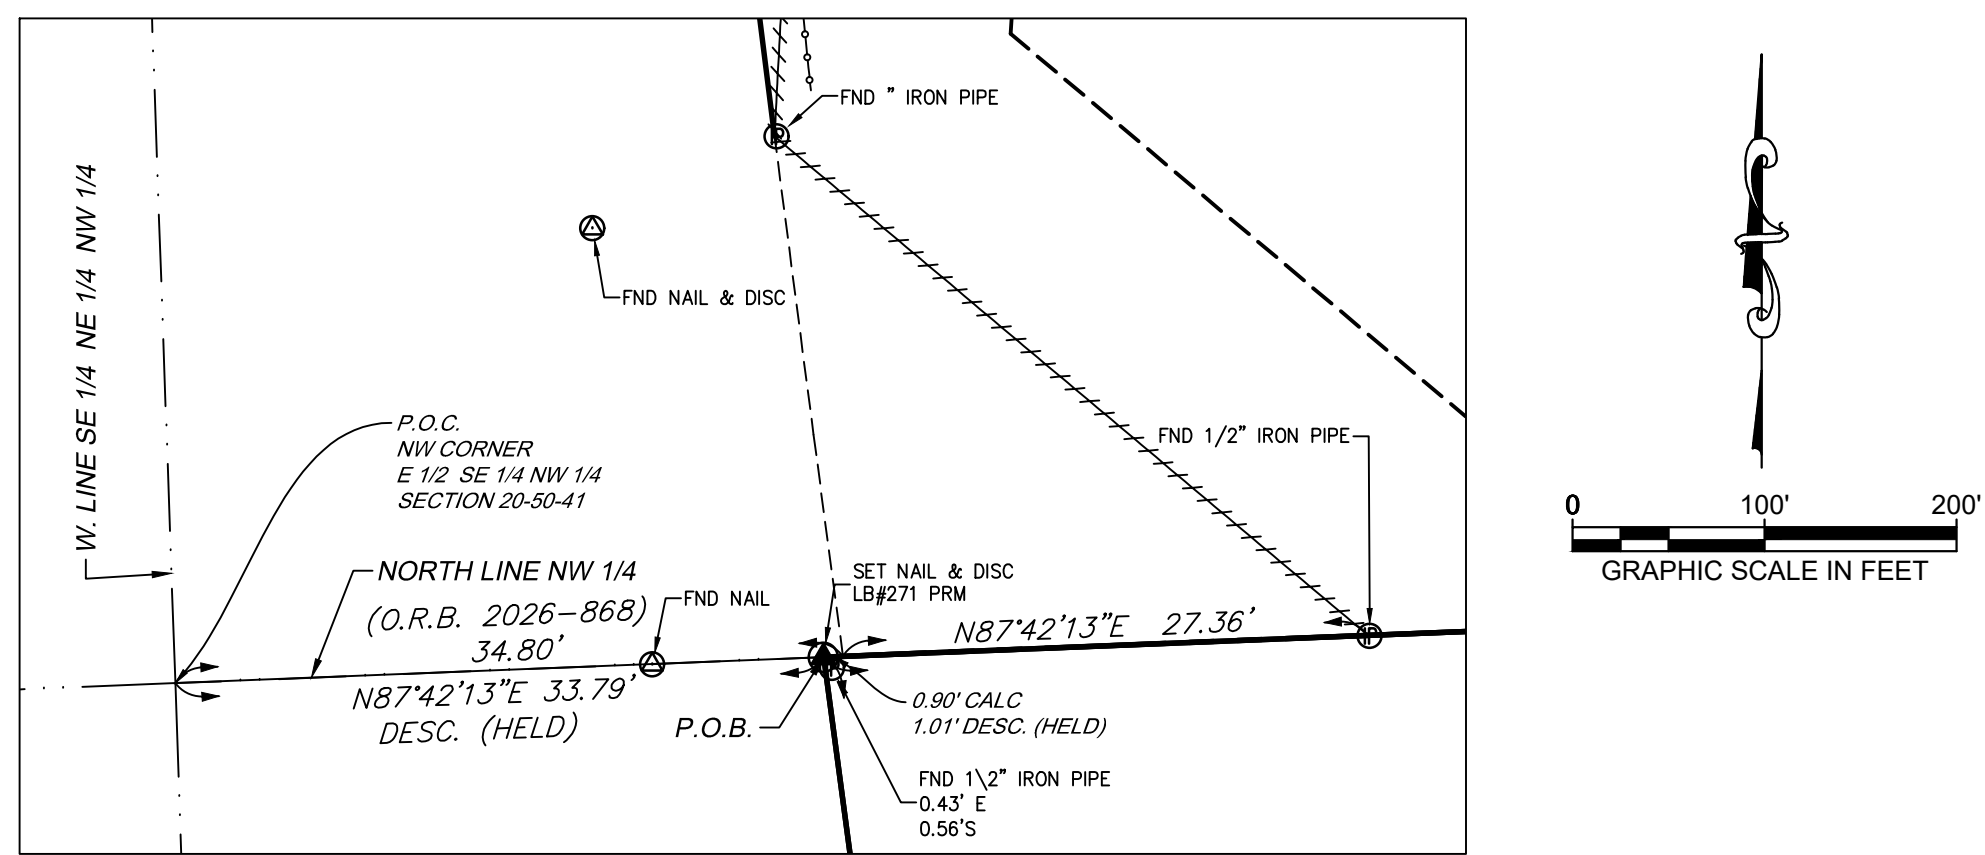 FND ” IRON PIPE
FND NAIL & DISC
W. LINE SE 1/4 NE 1/4 NW 1/4
P.O.C.
NW CORNER
E 1/2 SE 1/4 NW 1/4
SECTION 20-50-41
FND 1/2” IRON PIPE
IP
NORTH LINE NW 1/4
(O.R.B. 2026-868)
34.80’
FND NAIL
SET NAIL & DISC
LB#271 PRM
N87°42’13”E 27.36’
N87°42’13”E 33.79’
DESC. (HELD)
P.O.B.
0.90' CALC
1.01' DESC. (HELD)
FND 1\2” IRON PIPE
0.43’ E
0.56’S
0 100' 200'
GRAPHIC SCALE IN FEET